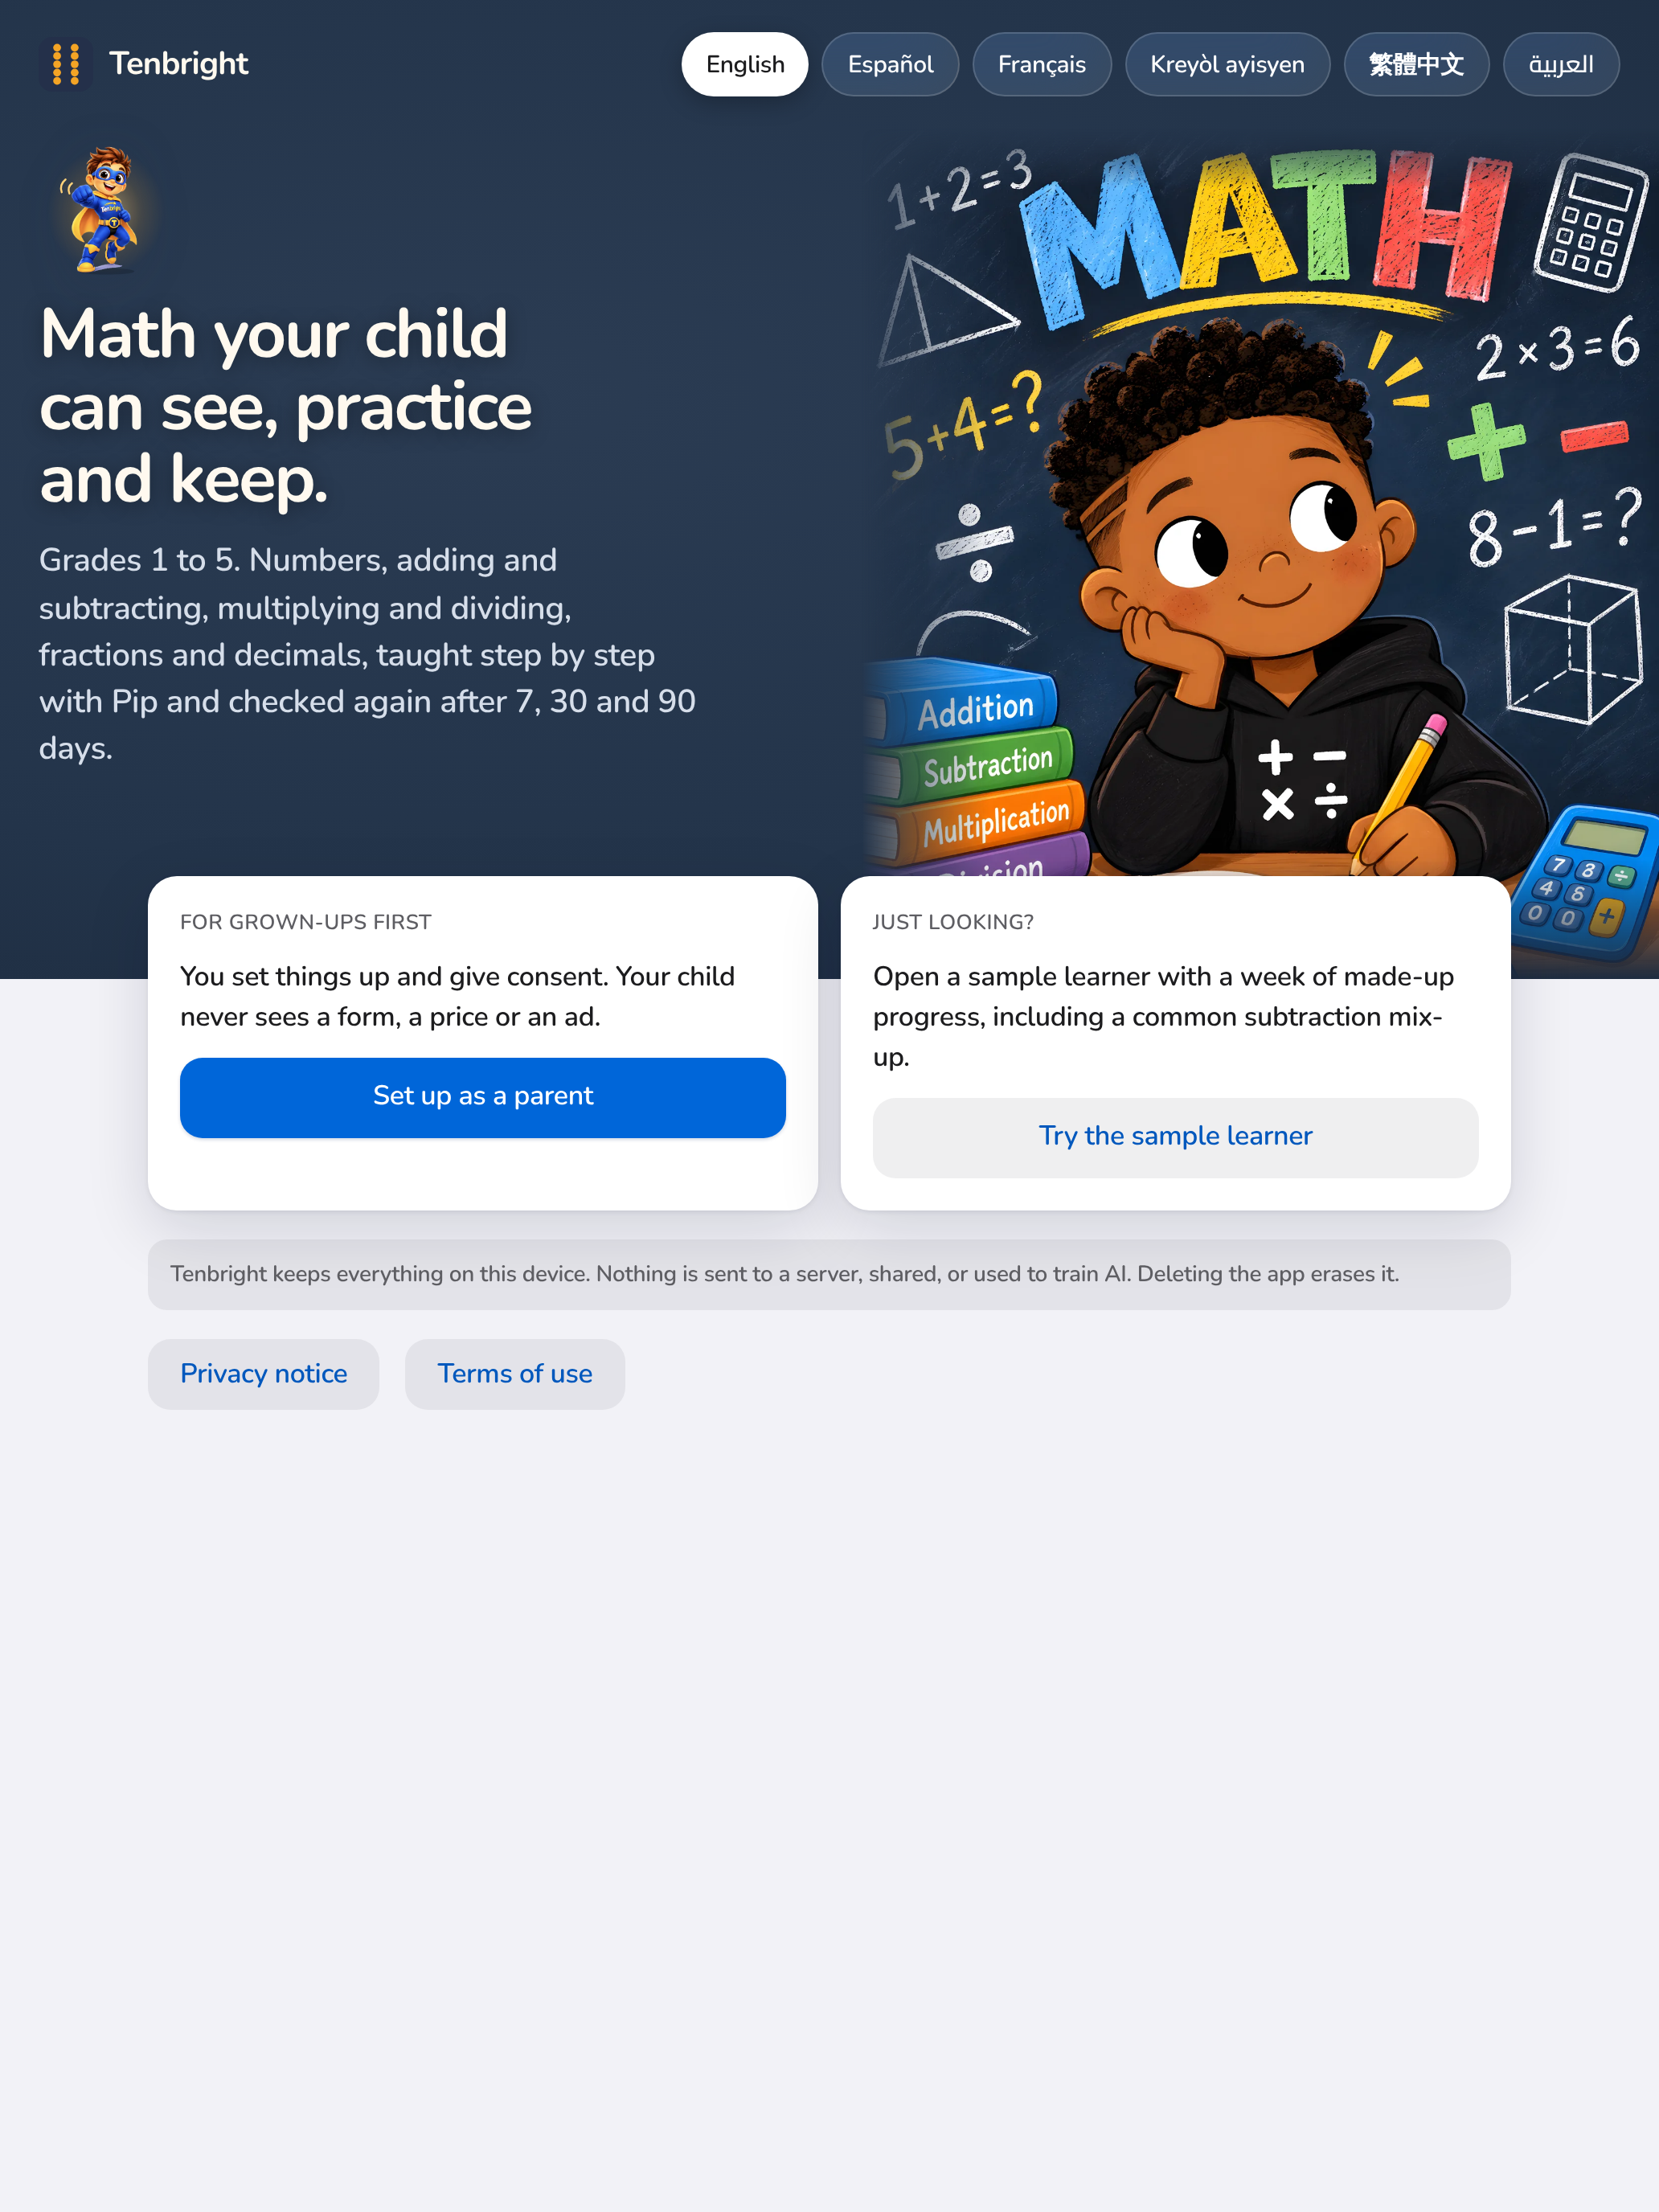 Tenbright
English
Español
Français
Kreyòl ayisyen
繁體中文
العربية
Math your child
can see, practice
and keep.
Grades 1 to 5. Numbers, adding and
subtracting, multiplying and dividing,
fractions and decimals, taught step by step
with Pip and checked again after 7, 30 and 90
days.
1+2=3
MATH
2×3=6
5+4=?
+ −
8−1=?
÷
Addition
Subtraction
Multiplication
+ −
× ÷
FOR GROWN-UPS FIRST
You set things up and give consent. Your child
never sees a form, a price or an ad.
Set up as a parent
JUST LOOKING?
Open a sample learner with a week of made-up
progress, including a common subtraction mix-
up.
Try the sample learner
Tenbright keeps everything on this device. Nothing is sent to a server, shared, or used to train AI. Deleting the app erases it.
Privacy notice
Terms of use